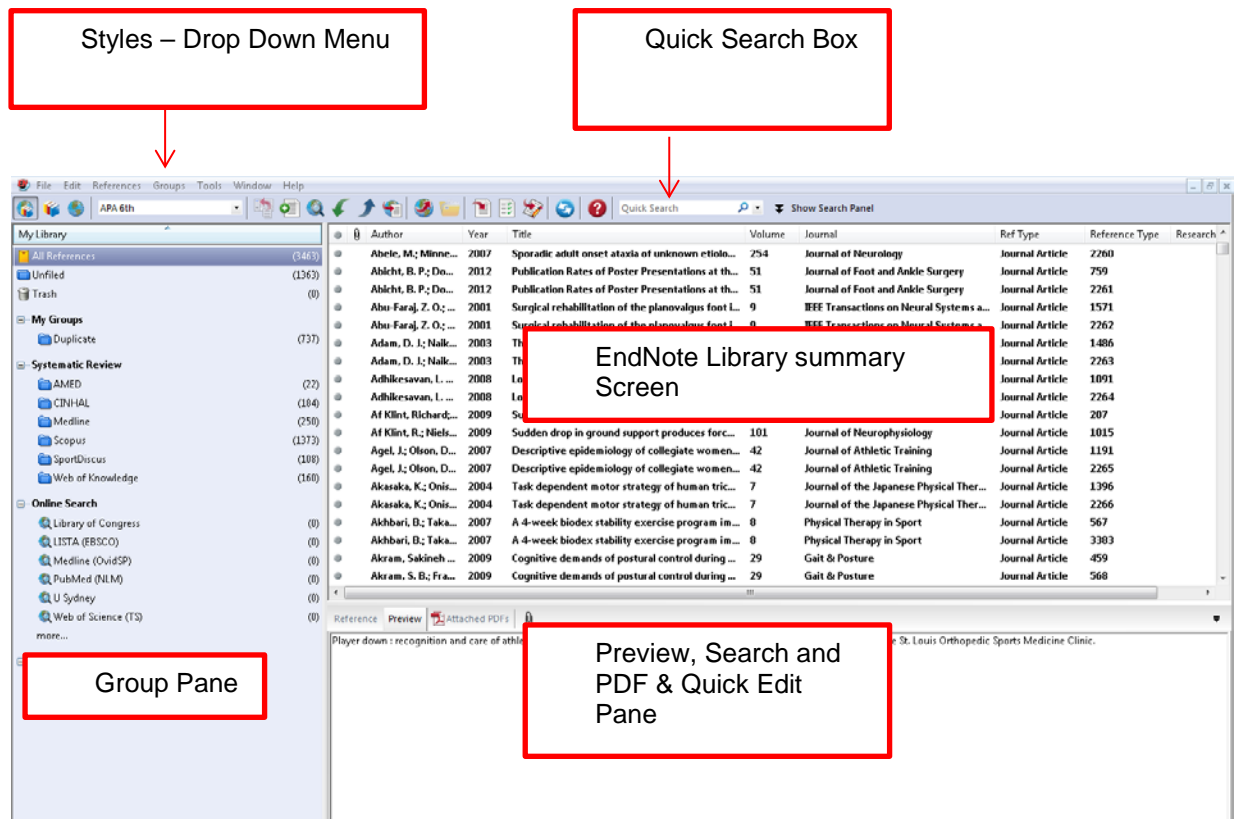 Styles – Drop Down Menu
Quick Search Box
File Edit References Groups Tools Window Help
APA 6th
Quick Search
Show Search Panel
My Library
All References (3463)
Unfiled (1363)
Trash (0)
My Groups
Duplicate (737)
Systematic Review
AMED (22)
CINHAL (184)
Medline (250)
Scopus (1373)
SportDiscus (108)
Web of Knowledge (160)
Online Search
Library of Congress (0)
LISTA (EBSCO) (0)
Medline (OvidSP) (0)
PubMed (NLM) (0)
U Sydney (0)
Web of Science (TS) (0)
more...
Group Pane
Author Year Title Volume Journal Ref Type Reference Type Research
Abele, M.; Minne... 2007 Sporadic adult onset ataxia of unknown etiolo... 254 Journal of Neurology Journal Article 2260
Abicht, B. P.; Do... 2012 Publication Rates of Poster Presentations at th... 51 Journal of Foot and Ankle Surgery Journal Article 759
Abicht, B. P.; Do... 2012 Publication Rates of Poster Presentations at th... 51 Journal of Foot and Ankle Surgery Journal Article 2261
Abu-Faraj, Z. O.; ... 2001 Surgical rehabilitation of the planovalgus foot i... 9 IEEE Transactions on Neural Systems a... Journal Article 1571
Abu-Faraj, Z. O.; ... 2001 Surgical rehabilitation of the planovalgus foot i... 9 IEEE Transactions on Neural Systems a... Journal Article 2262
Adam, D. J.; Naik... 2003 Th Journal Article 1486
Adam, D. J.; Naik... 2003 Th Journal Article 2263
Adhikesavan, L. ... 2008 Lo Journal Article 1091
Adhikesavan, L. ... 2008 Lo Journal Article 2264
Af Klint, Richard;... 2009 Su Journal Article 207
EndNote Library summary
Screen
Af Klint, R.; Niels... 2009 Sudden drop in ground support produces forc... 101 Journal of Neurophysiology Journal Article 1015
Agel, J.; Olson, D... 2007 Descriptive epidemiology of collegiate women... 42 Journal of Athletic Training Journal Article 1191
Agel, J.; Olson, D... 2007 Descriptive epidemiology of collegiate women... 42 Journal of Athletic Training Journal Article 2265
Akasaka, K.; Onis... 2004 Task dependent motor strategy of human tric... 7 Journal of the Japanese Physical Ther... Journal Article 1396
Akasaka, K.; Onis... 2004 Task dependent motor strategy of human tric... 7 Journal of the Japanese Physical Ther... Journal Article 2266
Akhbari, B.; Taka... 2007 A 4-week biodex stability exercise program im... 8 Physical Therapy in Sport Journal Article 567
Akhbari, B.; Taka... 2007 A 4-week biodex stability exercise program im... 8 Physical Therapy in Sport Journal Article 3383
Akram, Sakineh ... 2009 Cognitive demands of postural control during ... 29 Gait & Posture Journal Article 459
Akram, S. B.; Fra... 2009 Cognitive demands of postural control during ... 29 Gait & Posture Journal Article 568
Reference Preview Attached PDFs
Player down : recognition and care of athle e St. Louis Orthopedic Sports Medicine Clinic.
Preview, Search and
PDF & Quick Edit
Pane